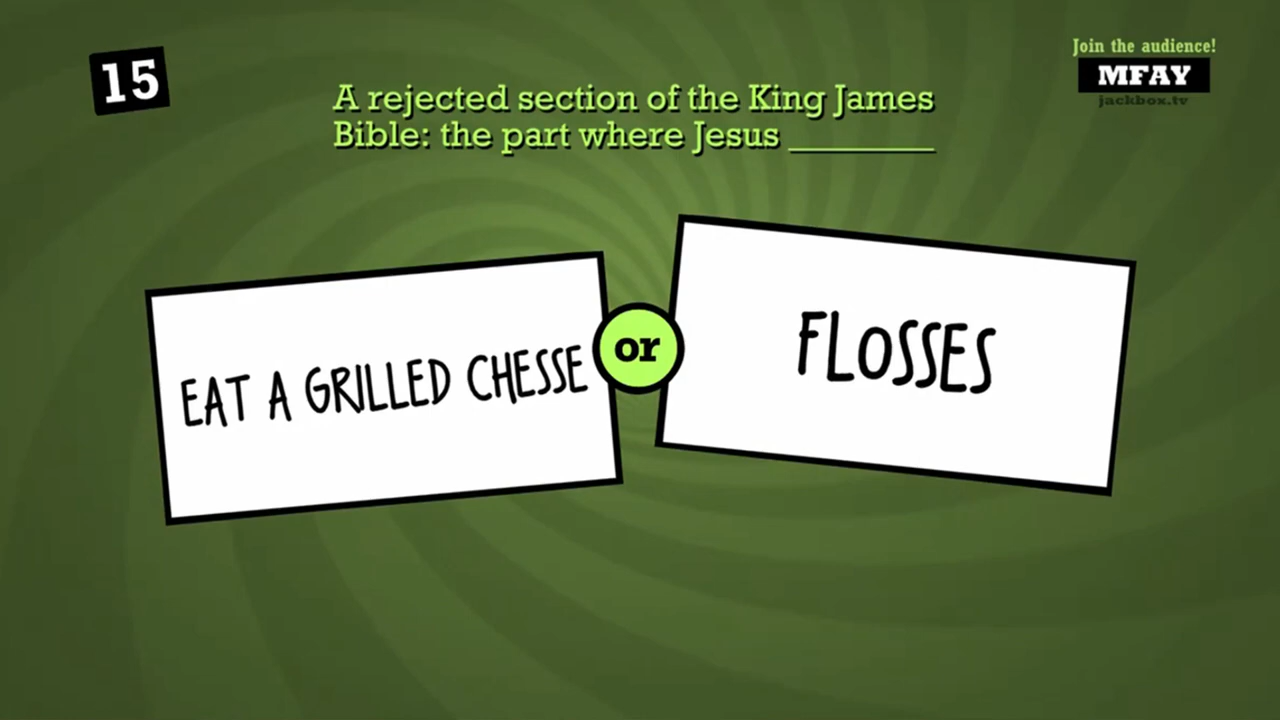 15
A rejected section of the King James
Bible: the part where Jesus ________
Join the audience!
MFAY
jackbox.tv
EAT A GRILLED CHESSE
or
FLOSSES